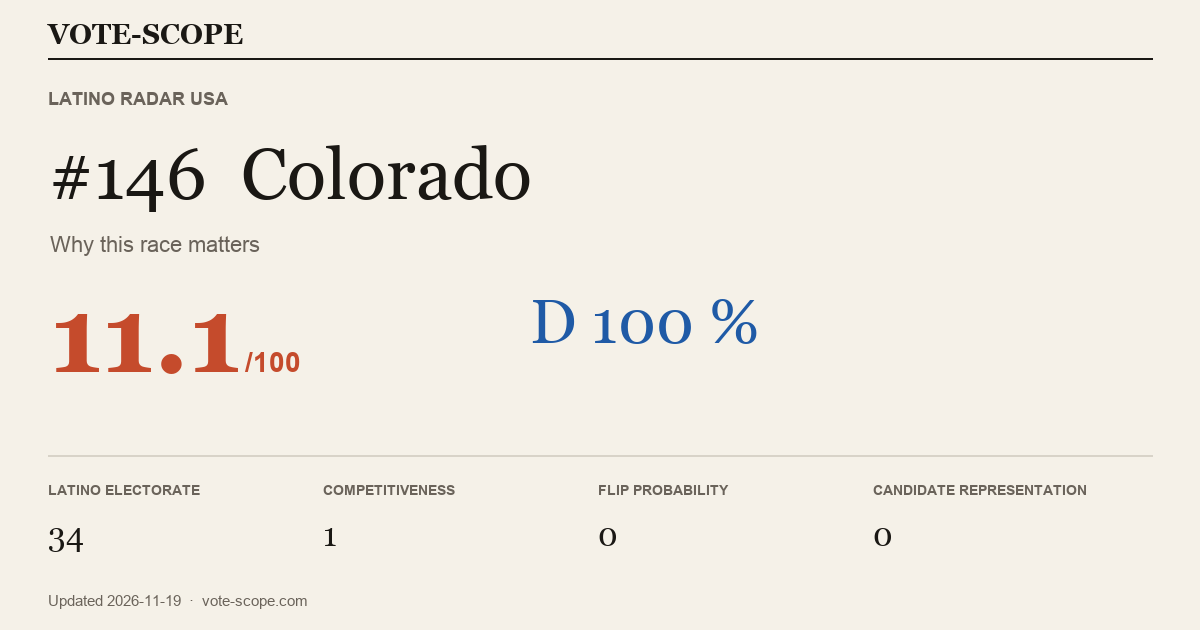 VOTE-SCOPE
LATINO RADAR USA
#146 Colorado
Why this race matters
11.1/100
D 100 %
LATINO ELECTORATE
COMPETITIVENESS
FLIP PROBABILITY
CANDIDATE REPRESENTATION
34
1
0
0
Updated 2026-11-19 · vote-scope.com